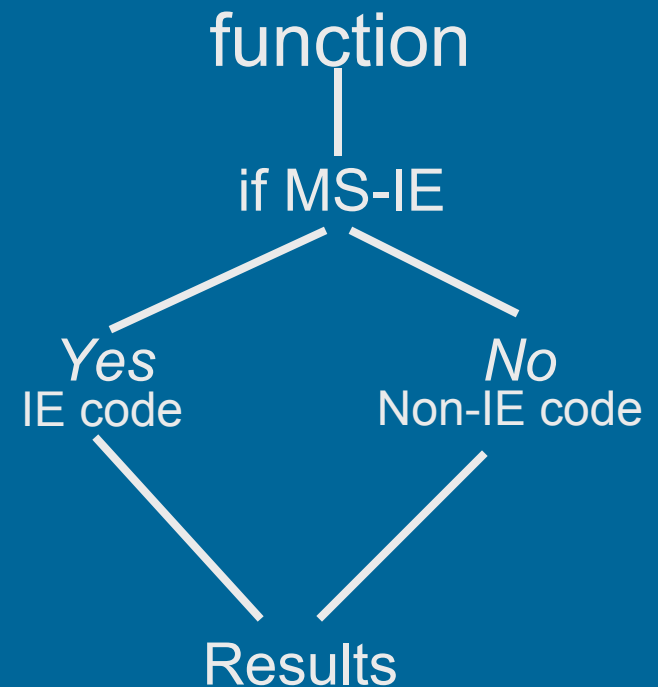 function
if MS-IE
Yes
IE code
No
Non-IE code
Results